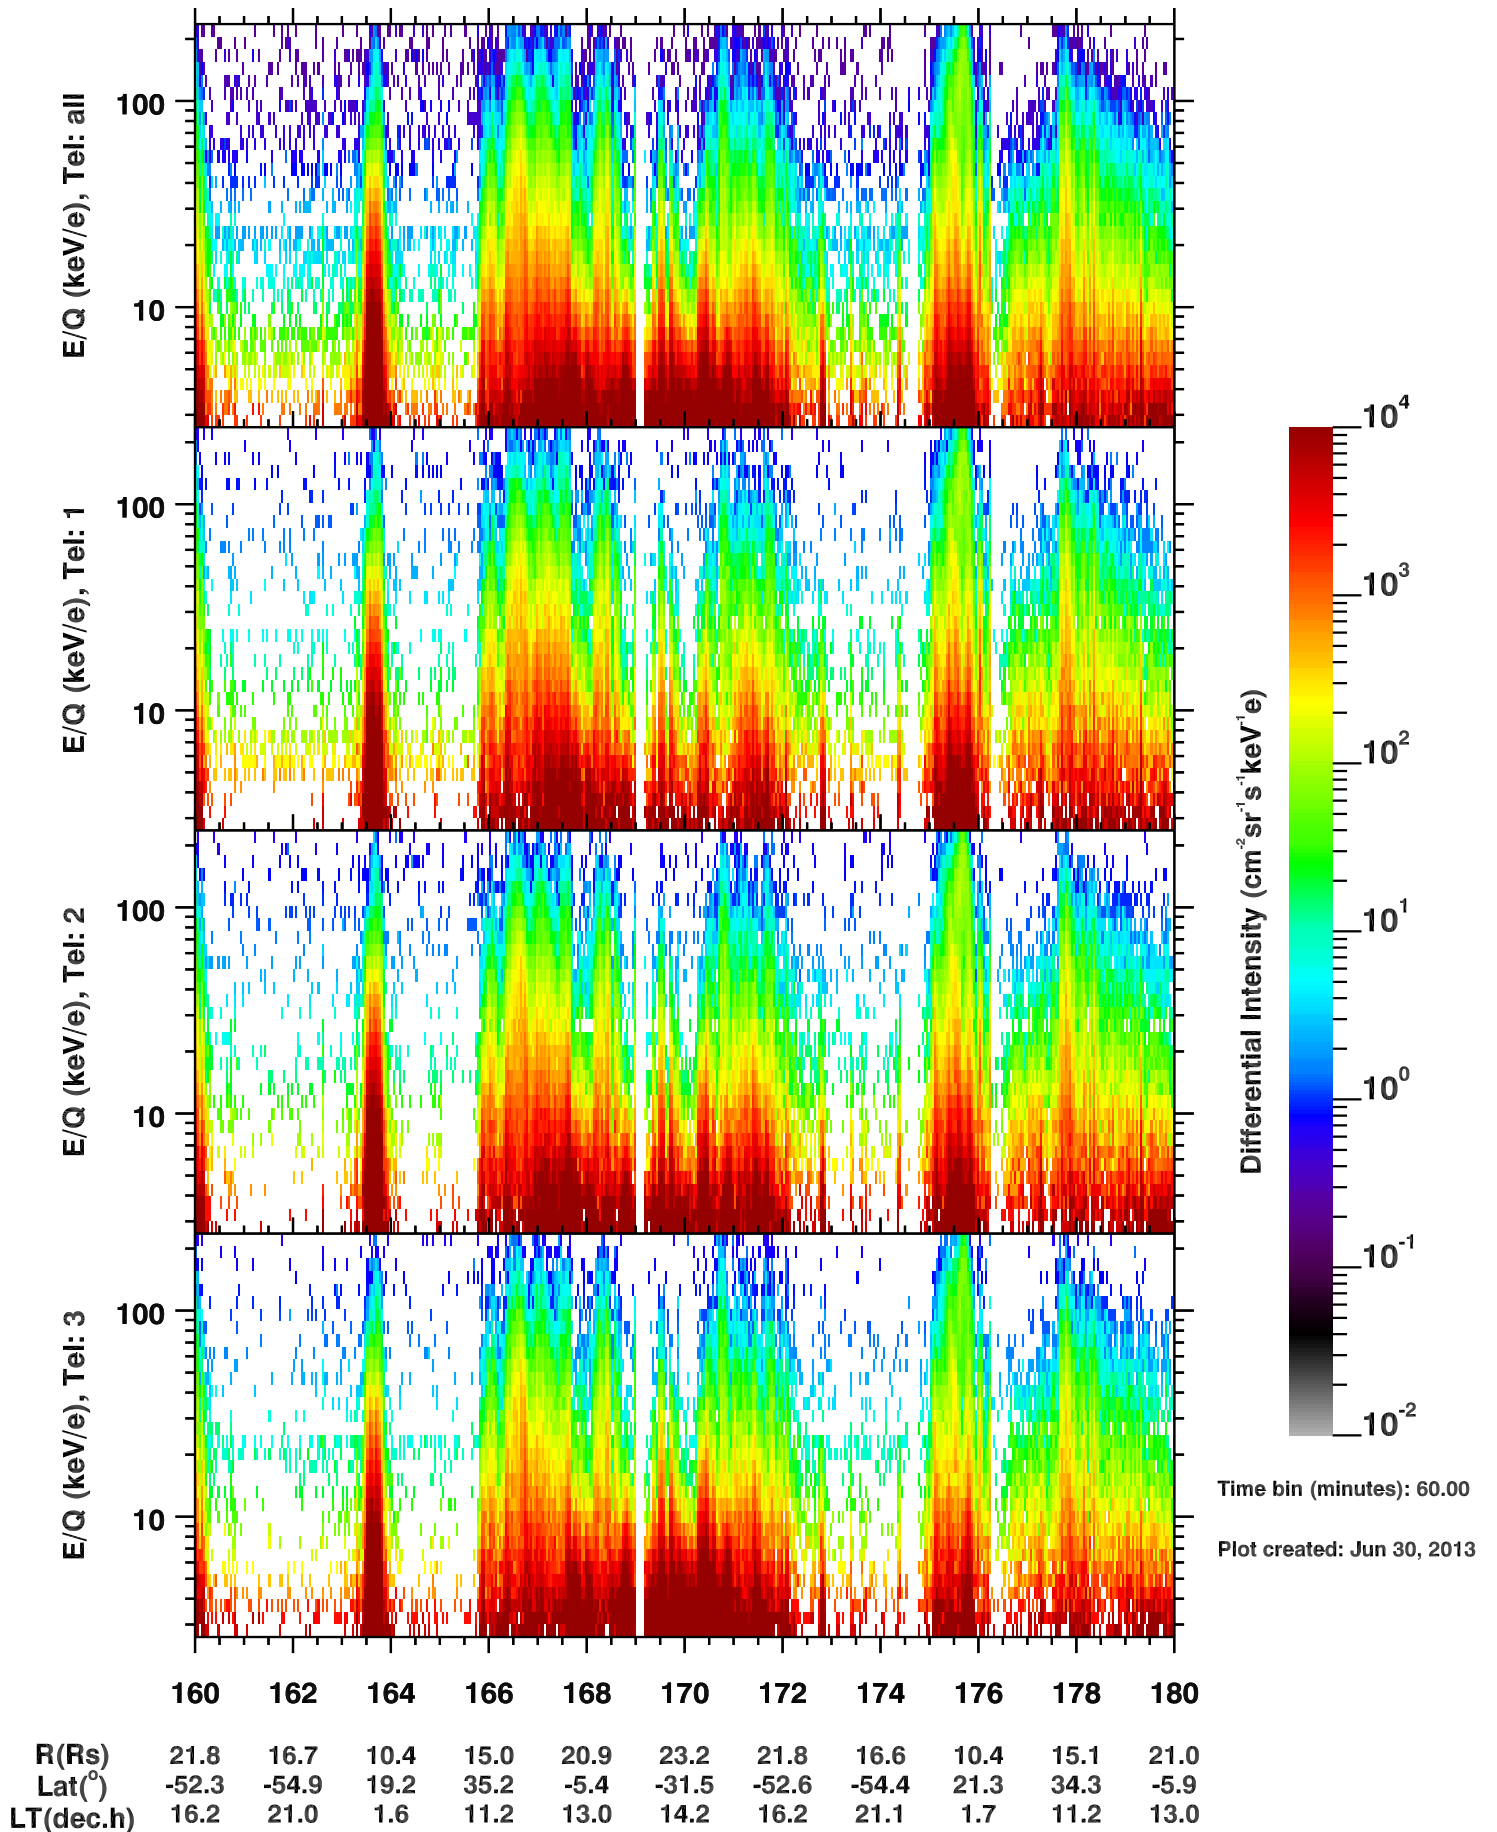 E/Q (keV/e), Tel: all
100
10
E/Q (keV/e), Tel: 1
100
10
E/Q (keV/e), Tel: 2
100
10
E/Q (keV/e), Tel: 3
100
10
10^4
10^3
10^2
10^1
10^0
10^-1
10^-2
Differential Intensity (cm^-2 sr^-1 s^-1 keV^-1 e)
Time bin (minutes): 60.00
Plot created: Jun 30, 2013
160 162 164 166 168 170 172 174 176 178 180
R(Rs) 21.8 16.7 10.4 15.0 20.9 23.2 21.8 16.6 10.4 15.1 21.0
Lat(°) -52.3 -54.9 19.2 35.2 -5.4 -31.5 -52.6 -54.4 21.3 34.3 -5.9
LT(dec.h) 16.2 21.0 1.6 11.2 13.0 14.2 16.2 21.1 1.7 11.2 13.0